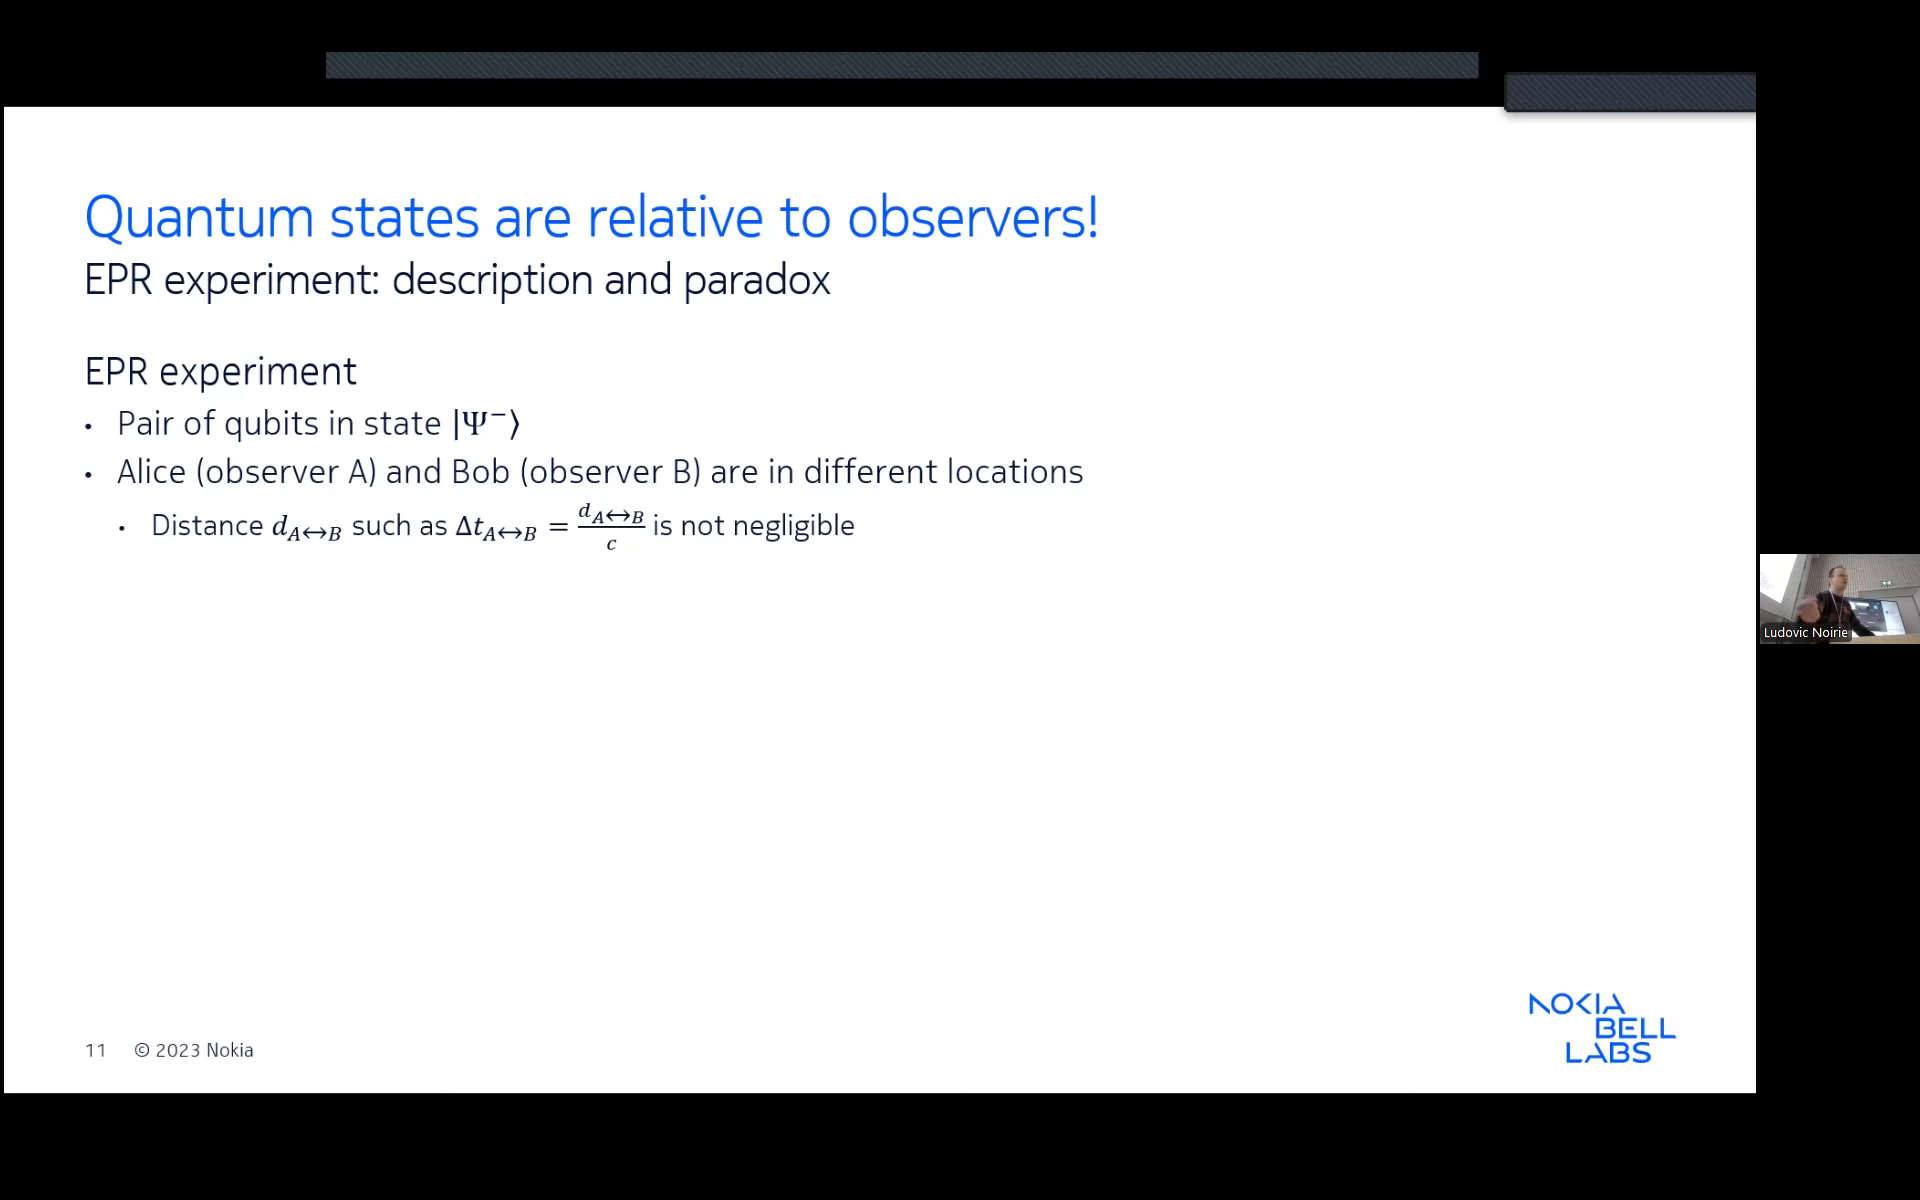 Quantum states are relative to observers!
EPR experiment: description and paradox
EPR experiment
• Pair of qubits in state |Ψ⁻⟩
• Alice (observer A) and Bob (observer B) are in different locations
• Distance d_{A↔B} such as Δt_{A↔B} = \frac{d_{A↔B}}{c} is not negligible
Ludovic Noirie
NOKIA
BELL
LABS
11 © 2023 Nokia